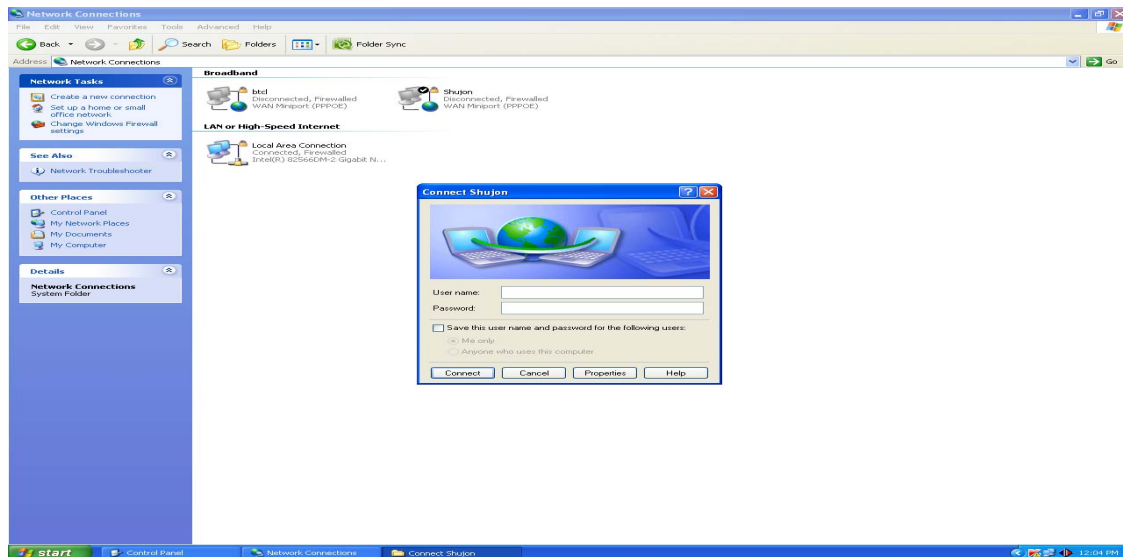 Network Connections
File Edit View Favorites Tools Advanced Help
Back Search Folders Folder Sync
Address Network Connections Go
Network Tasks
Create a new connection
Set up a home or small
office network
Change Windows Firewall
settings
See Also
Network Troubleshooter
Other Places
Control Panel
My Network Places
My Documents
My Computer
Details
Network Connections
System Folder
Broadband
btcl
Disconnected, Firewalled
WAN Miniport (PPPOE)
Shujon
Disconnected, Firewalled
WAN Miniport (PPPOE)
LAN or High-Speed Internet
Local Area Connection
Connected, Firewalled
Intel(R) 82566DM-2 Gigabit N...
Connect Shujon
User name:
Password:
Save this user name and password for the following users:
Me only
Anyone who uses this computer
Connect Cancel Properties Help
start Control Panel Network Connections Connect Shujon 12:04 PM